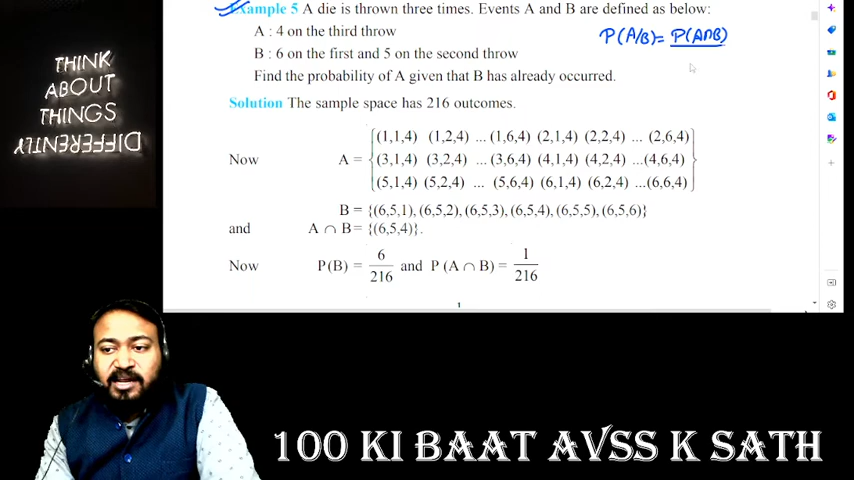 Example 5 A die is thrown three times. Events A and B are defined as below:
A : 4 on the third throw
B : 6 on the first and 5 on the second throw
P(A/B) = P(A∩B)
Find the probability of A given that B has already occurred.
Solution The sample space has 216 outcomes.
Now A = {(1,1,4) (1,2,4) ... (1,6,4) (2,1,4) (2,2,4) ... (2,6,4)
(3,1,4) (3,2,4) ... (3,6,4) (4,1,4) (4,2,4) ...(4,6,4)
(5,1,4) (5,2,4) ... (5,6,4) (6,1,4) (6,2,4) ...(6,6,4)}
B = {(6,5,1), (6,5,2), (6,5,3), (6,5,4), (6,5,5), (6,5,6)}
and A ∩ B = {(6,5,4)}.
Now P(B) = 6/216 and P (A ∩ B) = 1/216
1
THINK
ABOUT
THINGS
DIFFERENTLY
100 KI BAAT AVSS K SATH